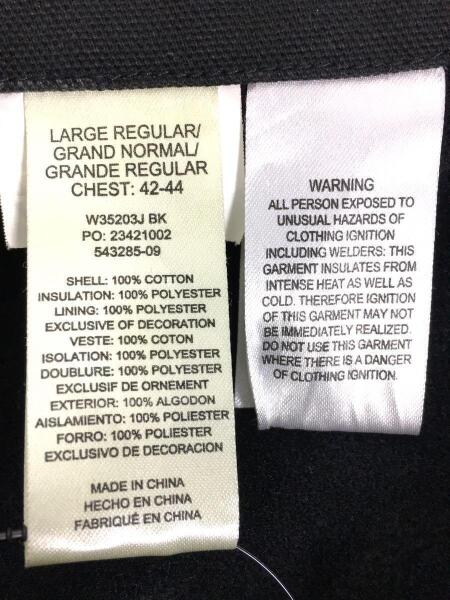 LARGE REGULAR/
GRAND NORMAL/
GRANDE REGULAR
CHEST: 42-44
W35203J BK
PO: 23421002
543285-09
SHELL: 100% COTTON
INSULATION: 100% POLYESTER
LINING: 100% POLYESTER
EXCLUSIVE OF DECORATION
VESTE: 100% COTON
ISOLATION: 100% POLYESTER
DOUBLURE: 100% POLYESTER
EXCLUSIF DE ORNEMENT
EXTERIOR: 100% ALGODON
AISLAMIENTO: 100% POLIESTER
FORRO: 100% POLIESTER
EXCLUSIVO DE DECORACION
MADE IN CHINA
HECHO EN CHINA
FABRIQUÉ EN CHINA
WARNING
ALL PERSON EXPOSED TO
UNUSUAL HAZARDS OF
CLOTHING IGNITION
INCLUDING WELDERS: THIS
GARMENT INSULATES FROM
INTENSE HEAT AS WELL AS
COLD. THEREFORE IGNITION
OF THIS GARMENT MAY NOT
BE IMMEDIATELY REALIZED.
DO NOT USE THIS GARMENT
WHERE THERE IS A DANGER
OF CLOTHING IGNITION.